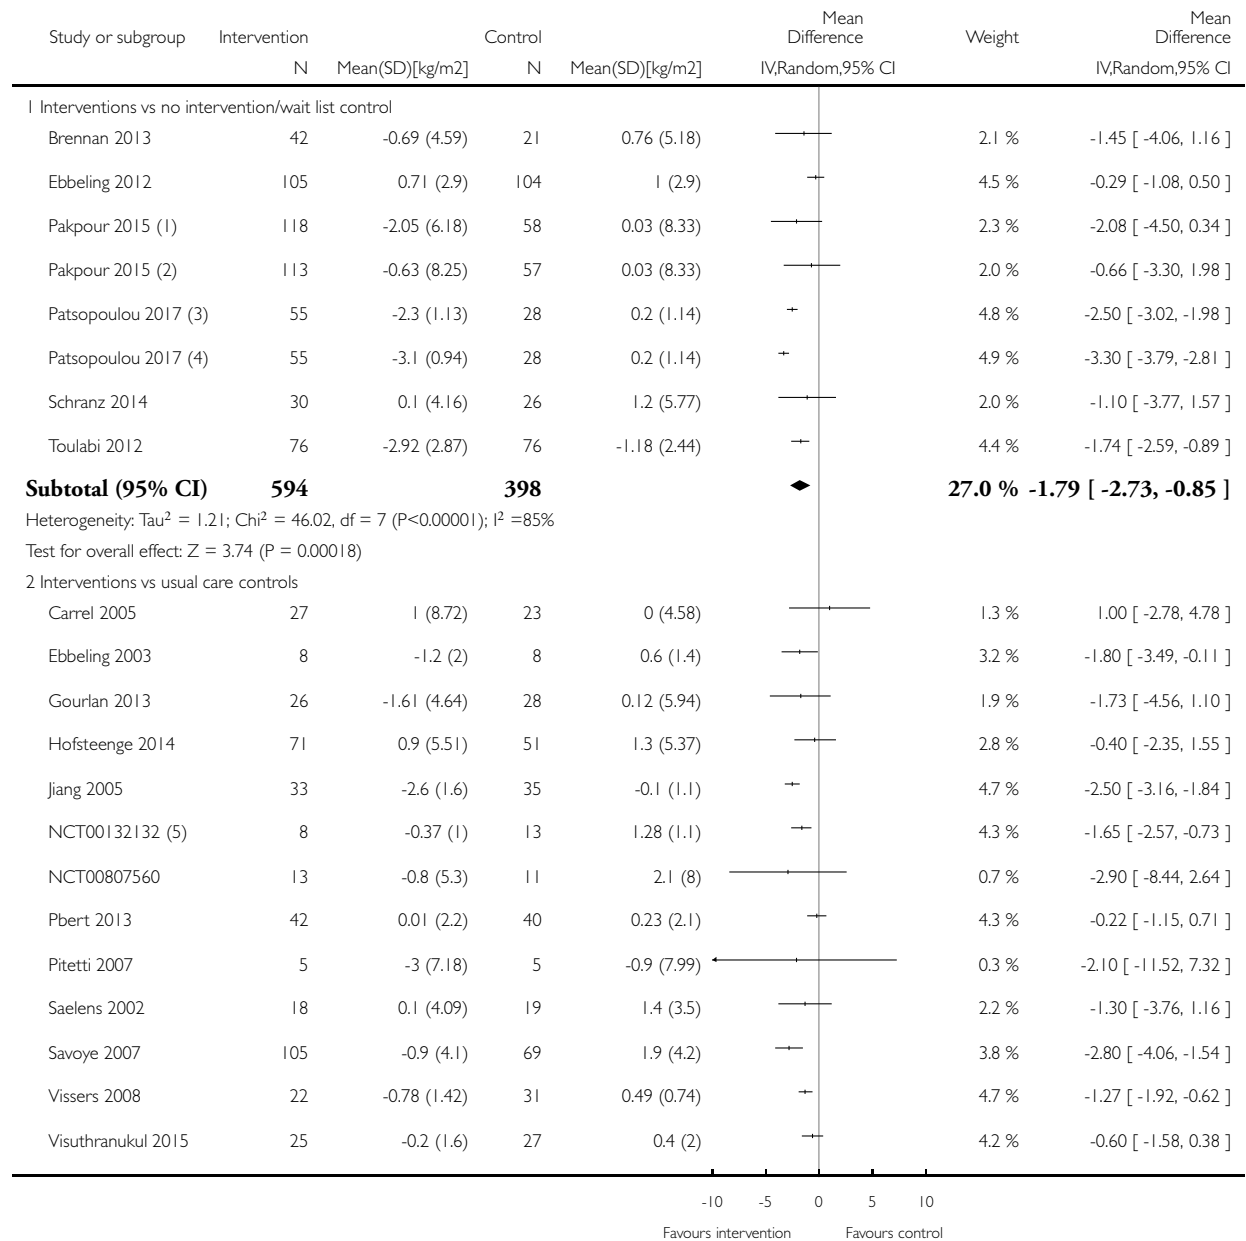 Mean Mean
Study or subgroup Intervention Control Difference Weight Difference
N Mean(SD)[kg/m2] N Mean(SD)[kg/m2] IV,Random,95% CI IV,Random,95% CI
1 Interventions vs no intervention/wait list control
Brennan 2013 42 -0.69 (4.59) 21 0.76 (5.18) 2.1 % -1.45 [ -4.06, 1.16 ]
Ebbeling 2012 105 0.71 (2.9) 104 1 (2.9) 4.5 % -0.29 [ -1.08, 0.50 ]
Pakpour 2015 (1) 118 -2.05 (6.18) 58 0.03 (8.33) 2.3 % -2.08 [ -4.50, 0.34 ]
Pakpour 2015 (2) 113 -0.63 (8.25) 57 0.03 (8.33) 2.0 % -0.66 [ -3.30, 1.98 ]
Patsopoulou 2017 (3) 55 -2.3 (1.13) 28 0.2 (1.14) 4.8 % -2.50 [ -3.02, -1.98 ]
Patsopoulou 2017 (4) 55 -3.1 (0.94) 28 0.2 (1.14) 4.9 % -3.30 [ -3.79, -2.81 ]
Schranz 2014 30 0.1 (4.16) 26 1.2 (5.77) 2.0 % -1.10 [ -3.77, 1.57 ]
Toulabi 2012 76 -2.92 (2.87) 76 -1.18 (2.44) 4.4 % -1.74 [ -2.59, -0.89 ]
Subtotal (95% CI) 594 398 27.0 % -1.79 [ -2.73, -0.85 ]
Heterogeneity: Tau² = 1.21; Chi² = 46.02, df = 7 (P<0.00001); I² =85%
Test for overall effect: Z = 3.74 (P = 0.00018)
2 Interventions vs usual care controls
Carrel 2005 27 1 (8.72) 23 0 (4.58) 1.3 % 1.00 [ -2.78, 4.78 ]
Ebbeling 2003 8 -1.2 (2) 8 0.6 (1.4) 3.2 % -1.80 [ -3.49, -0.11 ]
Gourlan 2013 26 -1.61 (4.64) 28 0.12 (5.94) 1.9 % -1.73 [ -4.56, 1.10 ]
Hofsteenge 2014 71 0.9 (5.51) 51 1.3 (5.37) 2.8 % -0.40 [ -2.35, 1.55 ]
Jiang 2005 33 -2.6 (1.6) 35 -0.1 (1.1) 4.7 % -2.50 [ -3.16, -1.84 ]
NCT00132132 (5) 8 -0.37 (1) 13 1.28 (1.1) 4.3 % -1.65 [ -2.57, -0.73 ]
NCT00807560 13 -0.8 (5.3) 11 2.1 (8) 0.7 % -2.90 [ -8.44, 2.64 ]
Pbert 2013 42 0.01 (2.2) 40 0.23 (2.1) 4.3 % -0.22 [ -1.15, 0.71 ]
Pitetti 2007 5 -3 (7.18) 5 -0.9 (7.99) 0.3 % -2.10 [ -11.52, 7.32 ]
Saelens 2002 18 0.1 (4.09) 19 1.4 (3.5) 2.2 % -1.30 [ -3.76, 1.16 ]
Savoye 2007 105 -0.9 (4.1) 69 1.9 (4.2) 3.8 % -2.80 [ -4.06, -1.54 ]
Vissers 2008 22 -0.78 (1.42) 31 0.49 (0.74) 4.7 % -1.27 [ -1.92, -0.62 ]
Visuthranukul 2015 25 -0.2 (1.6) 27 0.4 (2) 4.2 % -0.60 [ -1.58, 0.38 ]
-10 -5 0 5 10
Favours intervention Favours control